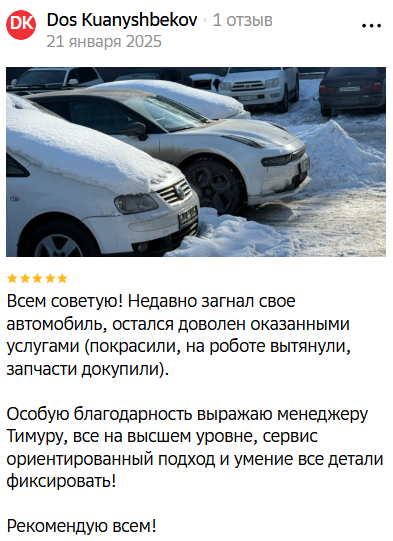 DK
Dos Kuanyshbekov · 1 отзыв
21 января 2025
Всем советую! Недавно загнал свое
автомобиль, остался доволен оказанными
услугами (покрасили, на роботе вытянули,
запчасти докупили).
Особую благодарность выражаю менеджеру
Тимуру, все на высшем уровне, сервис
ориентированный подход и умение все детали
фиксировать!
Рекомендую всем!